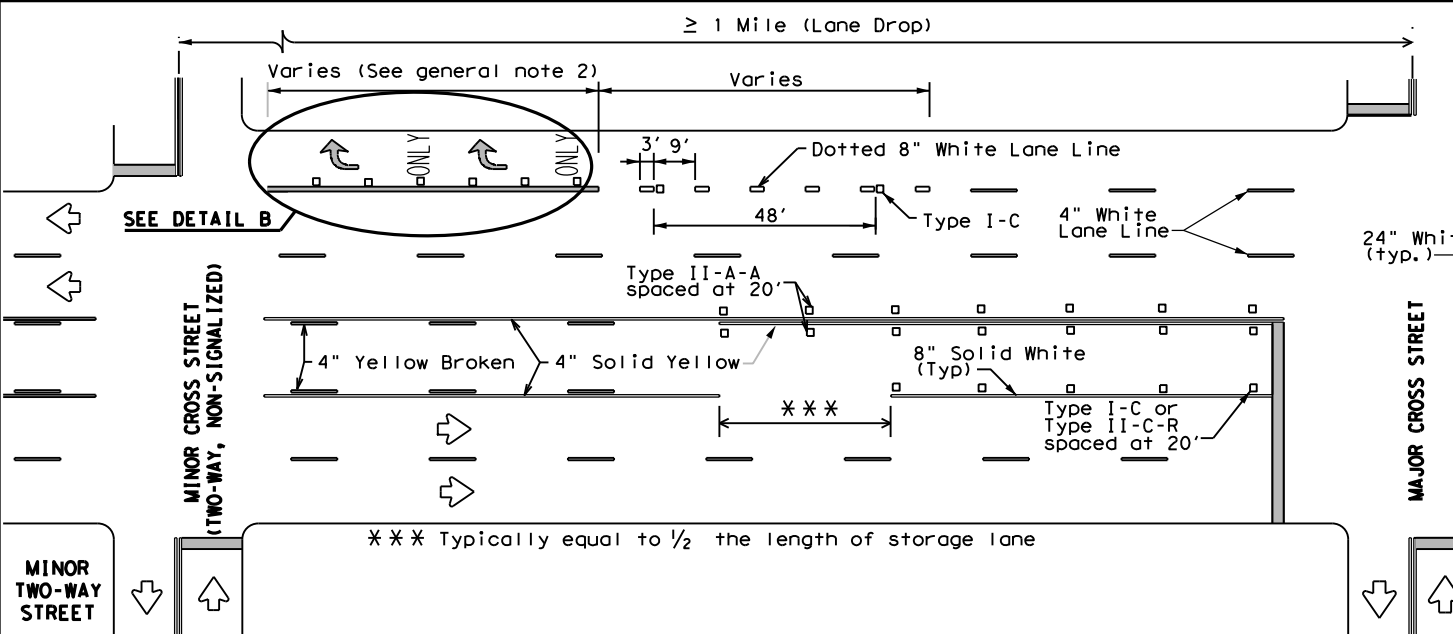 ≥ 1 Mile (Lane Drop)
Varies (See general note 2)
Varies
ONLY
ONLY
3'
9'
Dotted 8" White Lane Line
SEE DETAIL B
48'
Type I-C
4" White
Lane Line
24" Whi
(typ.)
Type II-A-A
spaced at 20'
MINOR CROSS STREET
(TWO-WAY, NON-SIGNALIZED)
4" Yellow Broken
4" Solid Yellow
8" Solid White
(Typ)
***
Type I-C or
Type II-C-R
spaced at 20'
MAJOR CROSS STREET
*** Typically equal to 1/2 the length of storage lane
MINOR
TWO-WAY
STREET